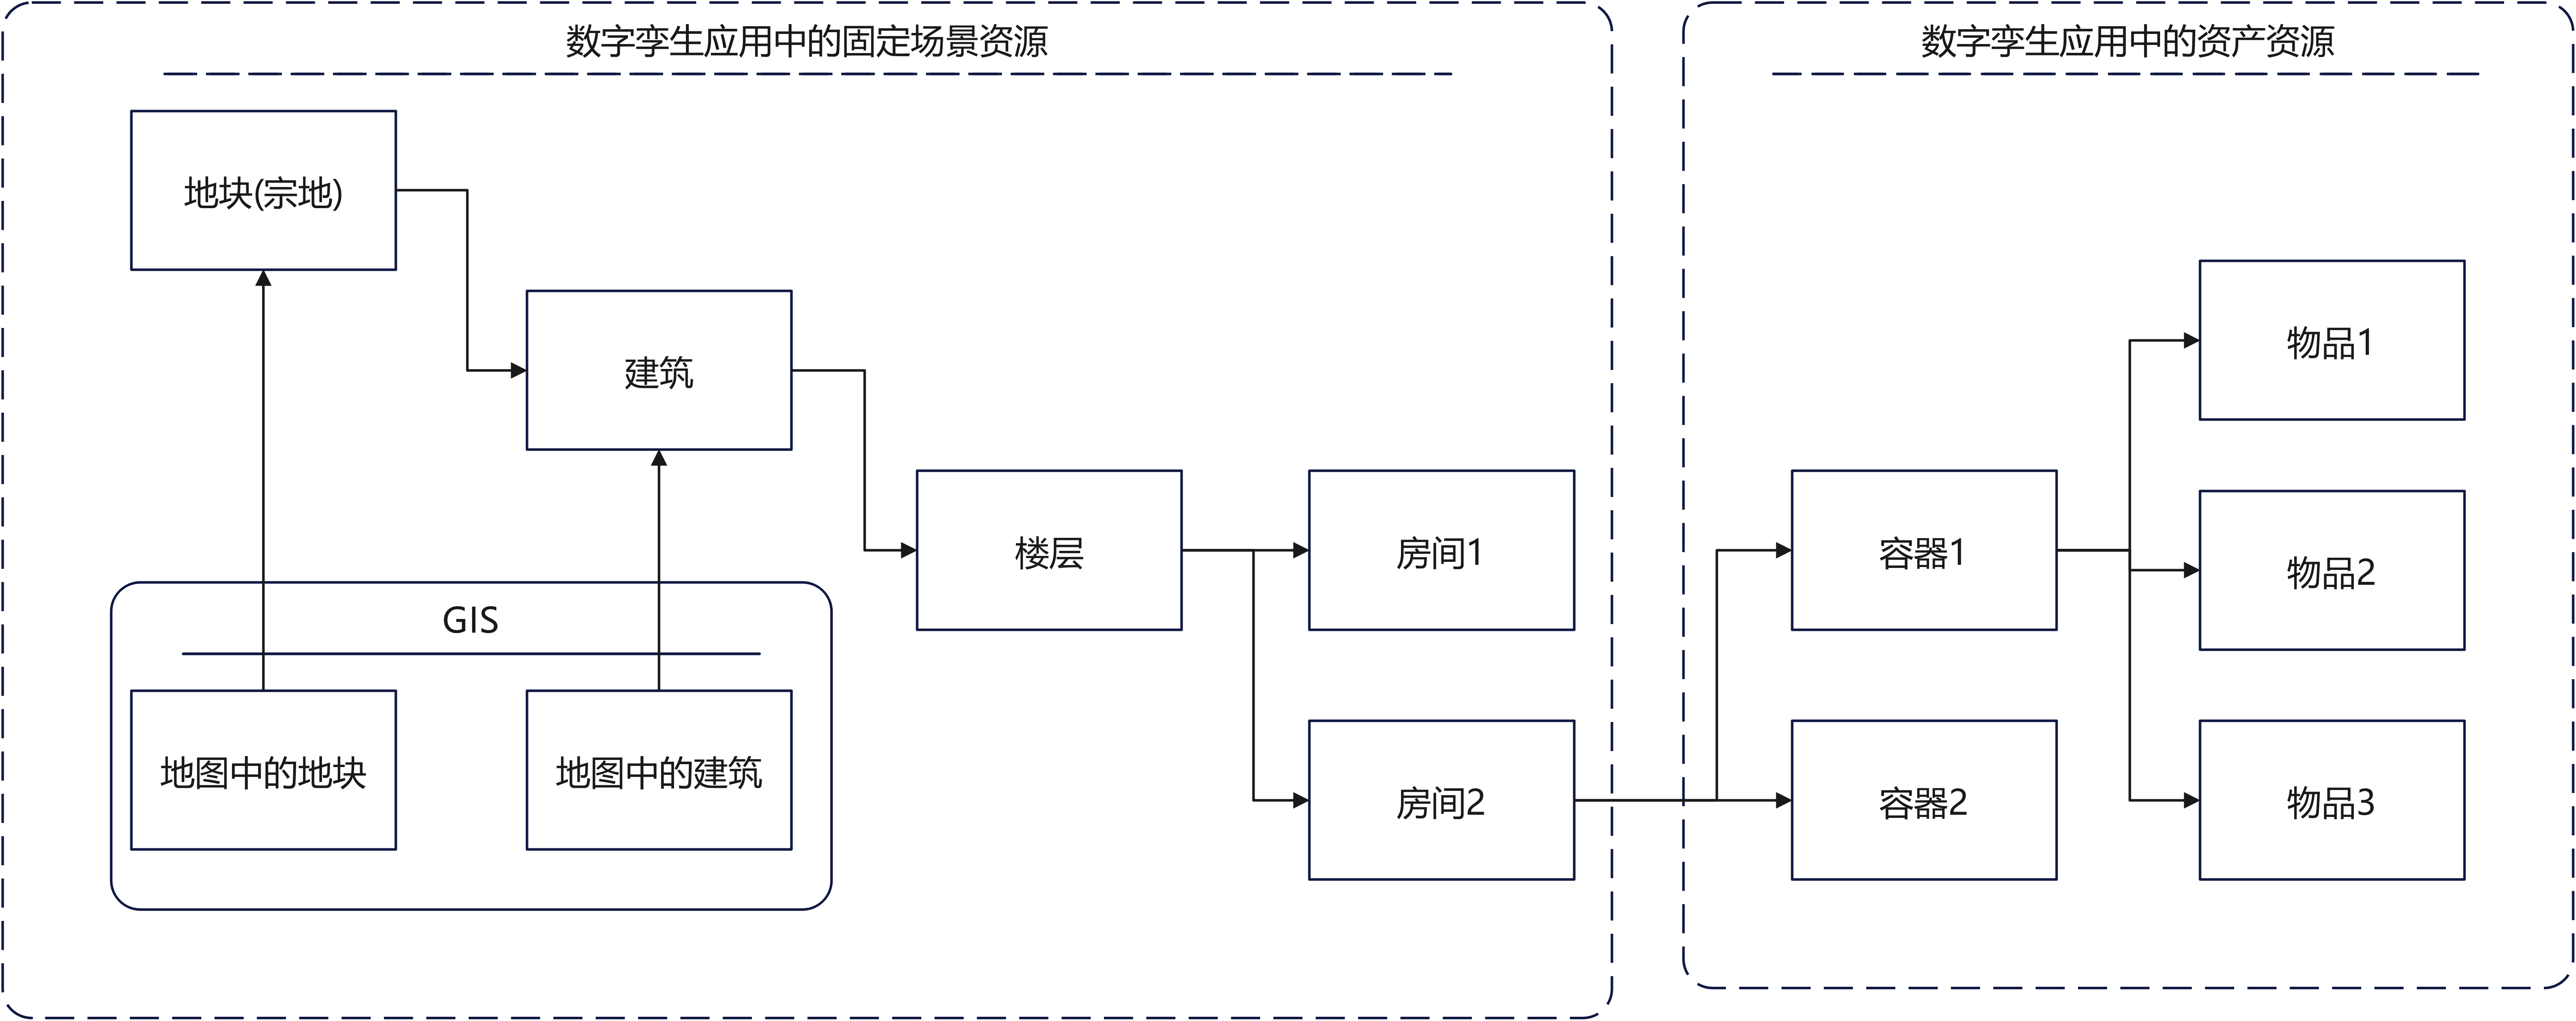 数字孪生应用中的固定场景资源
地块(宗地)
建筑
楼层
房间1
房间2
GIS
地图中的地块
地图中的建筑
数字孪生应用中的资产资源
容器1
容器2
物品1
物品2
物品3